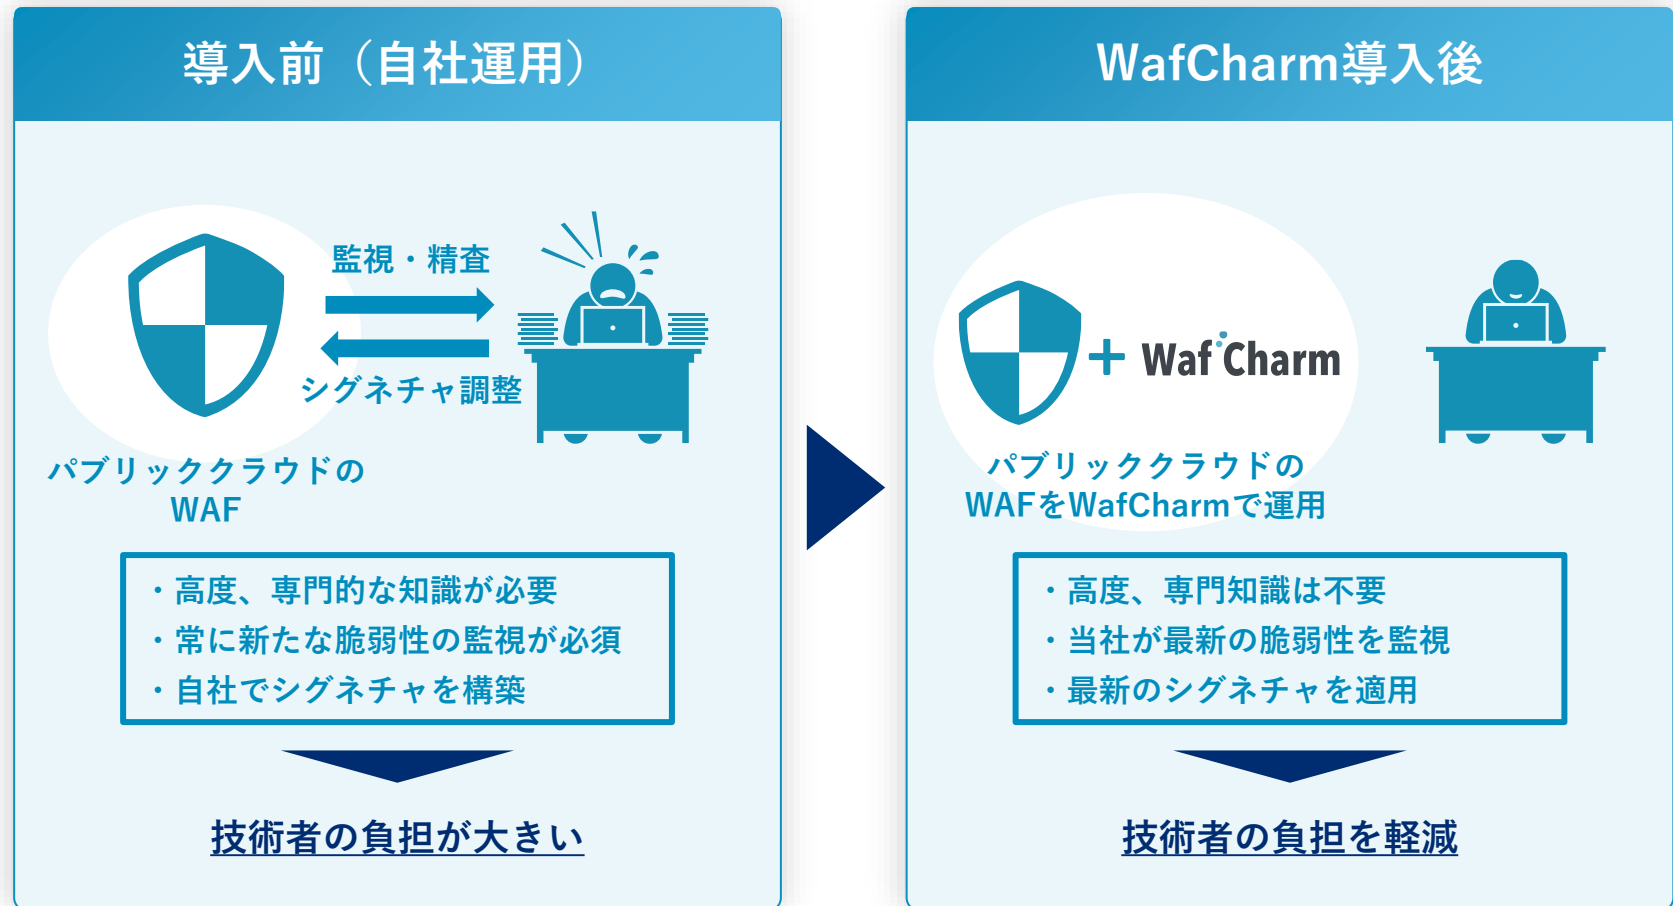 導入前（自社運用）
監視・精査
シグネチャ調整
パブリッククラウドの
WAF
・高度、専門的な知識が必要
・常に新たな脆弱性の監視が必須
・自社でシグネチャを構築
技術者の負担が大きい
WafCharm導入後
WafCharm
パブリッククラウドの
WAFをWafCharmで運用
・高度、専門知識は不要
・当社が最新の脆弱性を監視
・最新のシグネチャを適用
技術者の負担を軽減